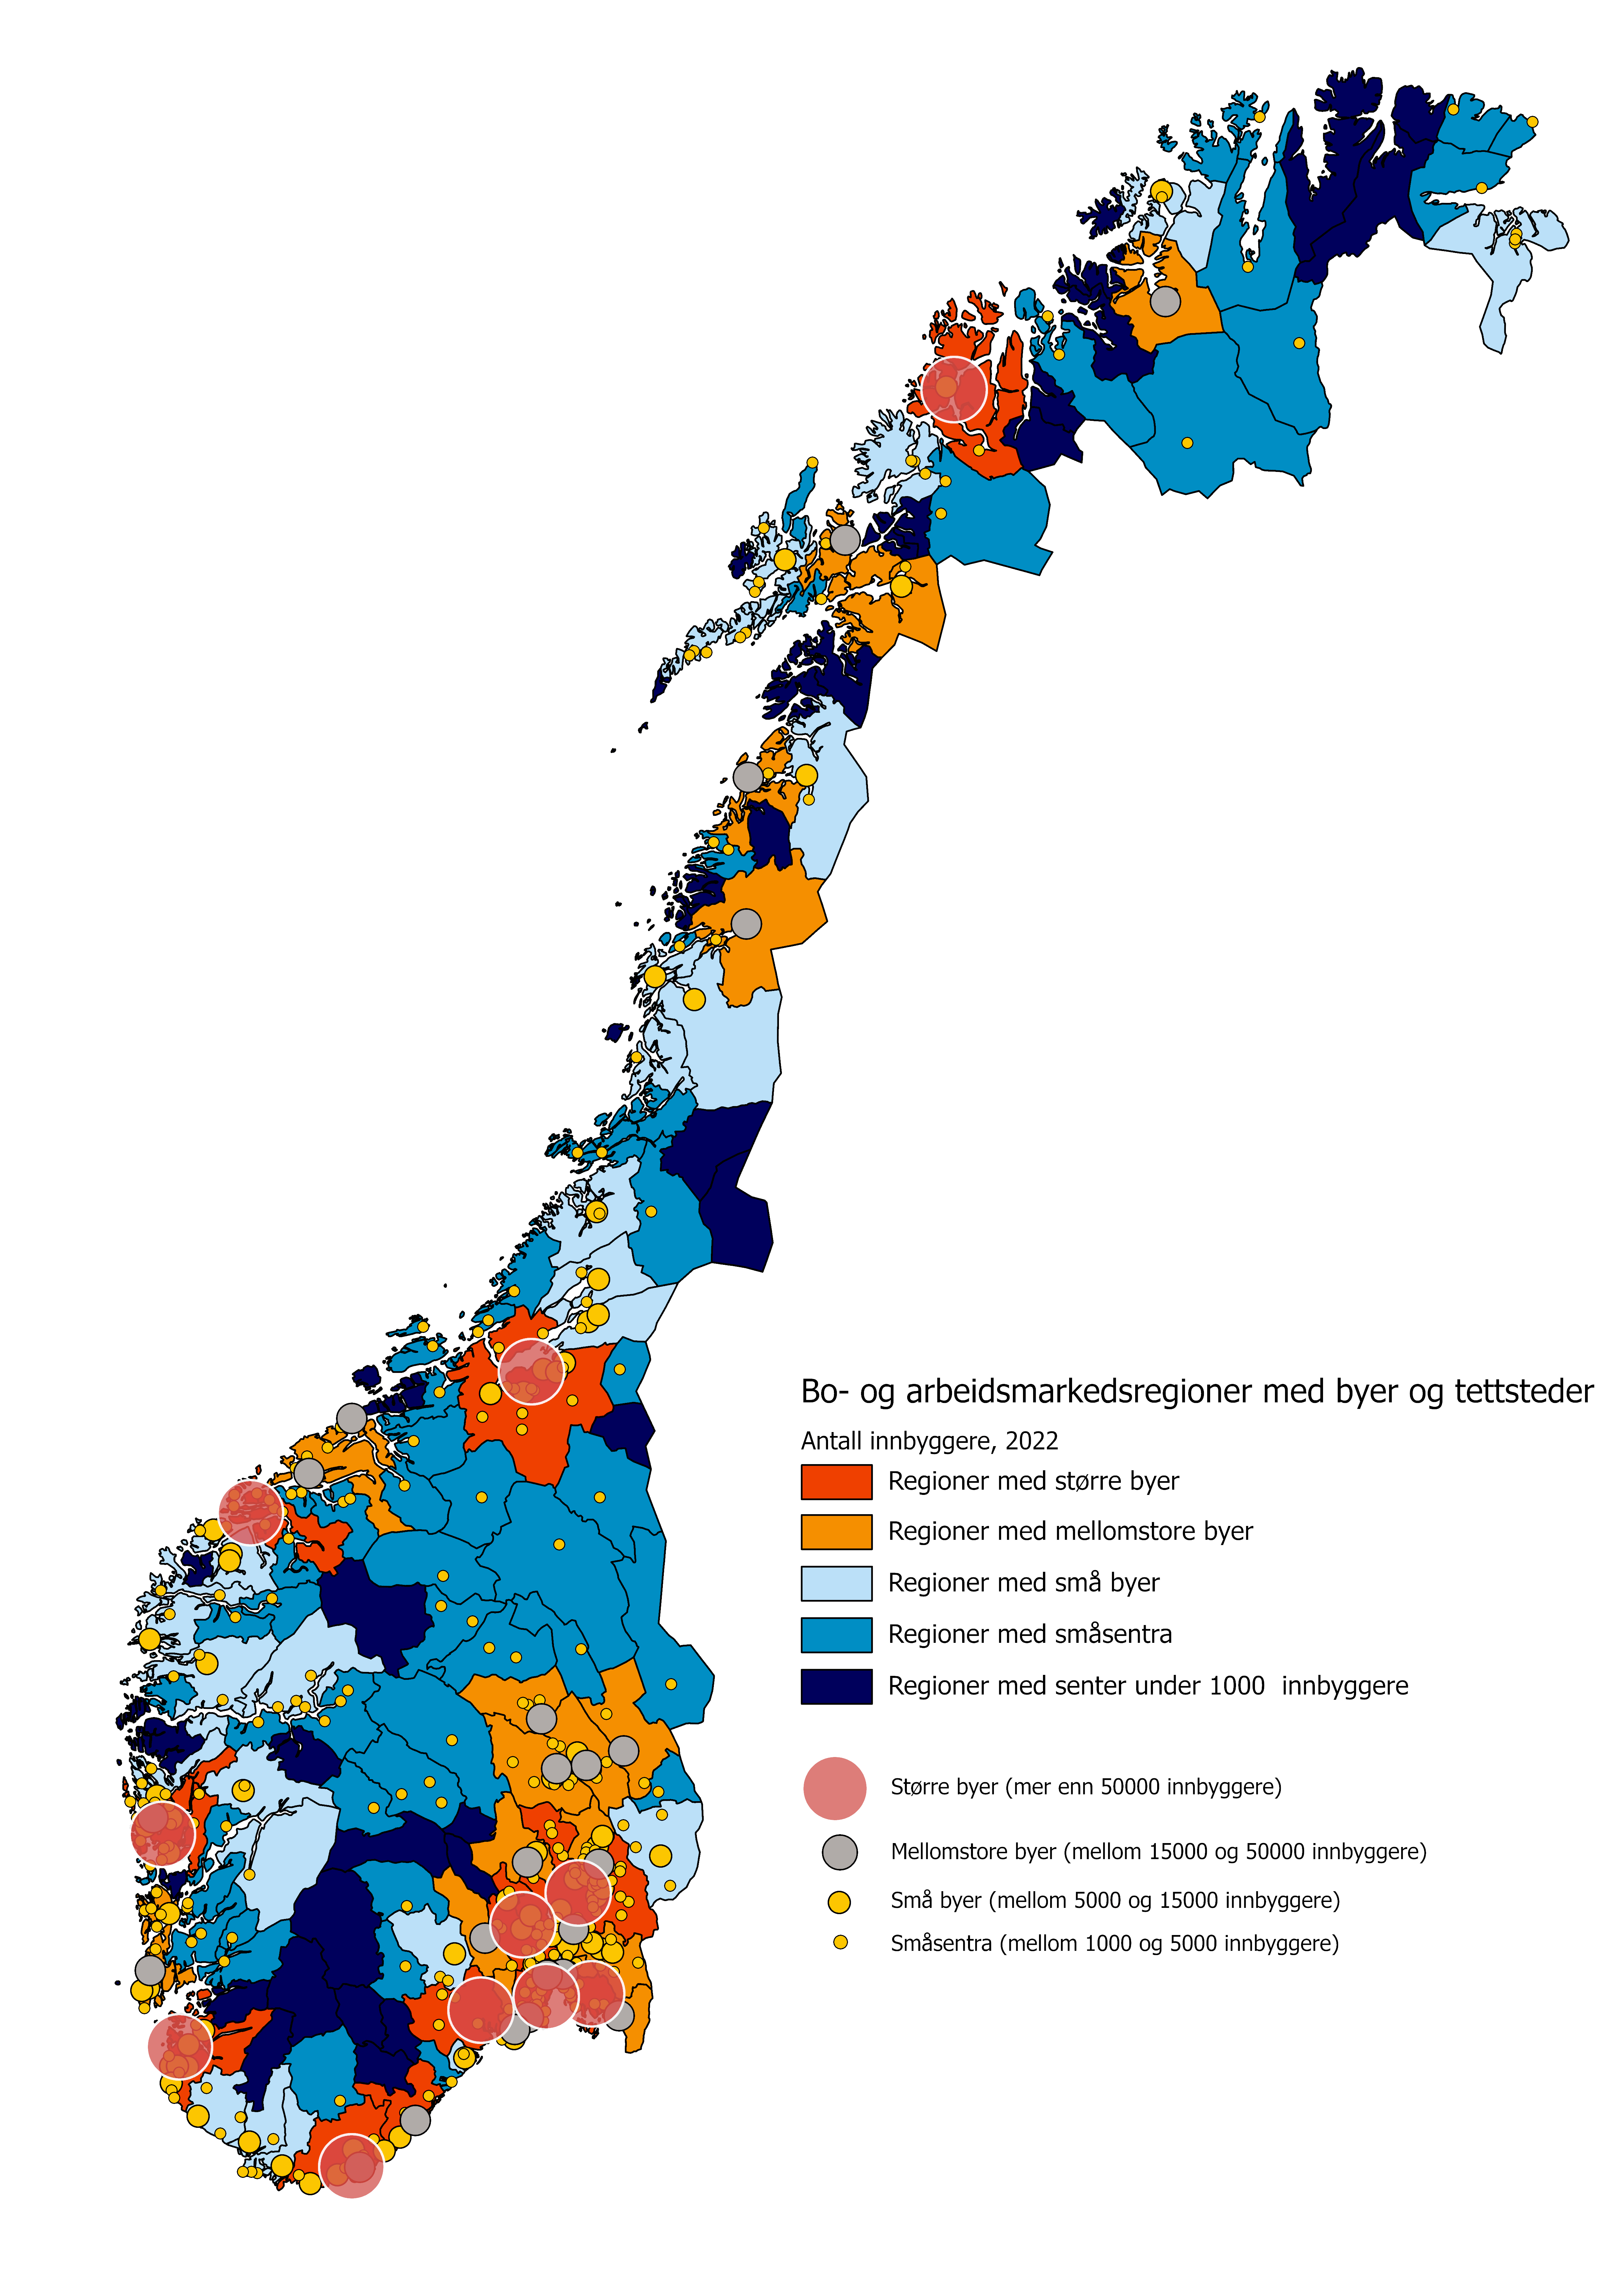 Bo- og arbeidsmarkedsregioner med byer og tettsteder
Antall innbyggere, 2022
Regioner med større byer
Regioner med mellomstore byer
Regioner med små byer
Regioner med småsentra
Regioner med senter under 1000  innbyggere
Større byer (mer enn 50000 innbyggere)
Mellomstore byer (mellom 15000 og 50000 innbyggere)
Små byer (mellom 5000 og 15000 innbyggere)
Småsentra (mellom 1000 og 5000 innbyggere)